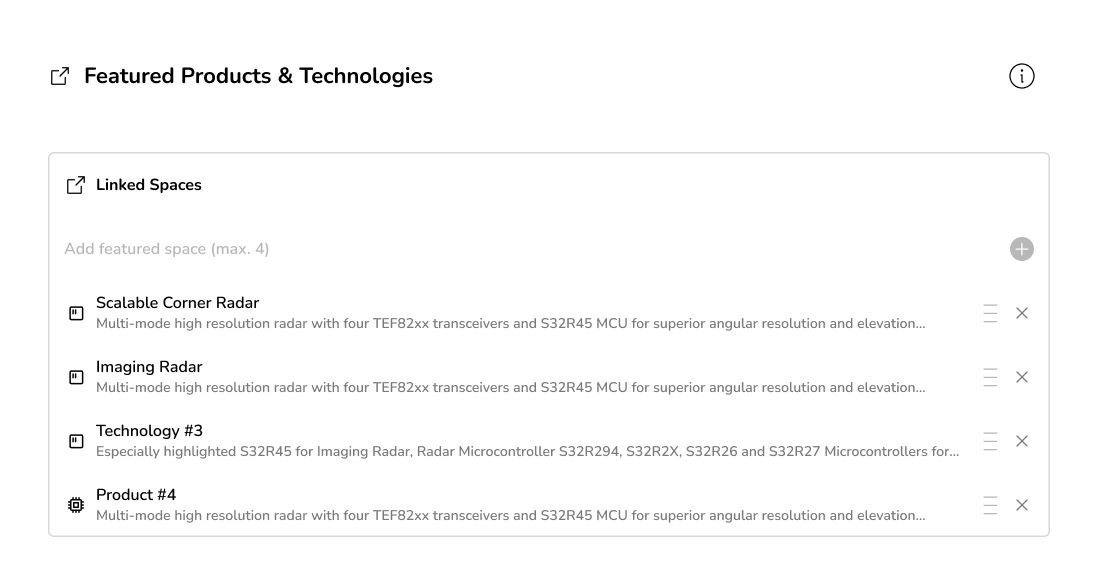 Featured Products & Technologies
Linked Spaces
Add featured space (max. 4)
Scalable Corner Radar
Multi-mode high resolution radar with four TEF82xx transceivers and S32R45 MCU for superior angular resolution and elevation...
Imaging Radar
Multi-mode high resolution radar with four TEF82xx transceivers and S32R45 MCU for superior angular resolution and elevation...
Technology #3
Especially highlighted S32R45 for Imaging Radar, Radar Microcontroller S32R294, S32R2X, S32R26 and S32R27 Microcontrollers for...
Product #4
Multi-mode high resolution radar with four TEF82xx transceivers and S32R45 MCU for superior angular resolution and elevation...